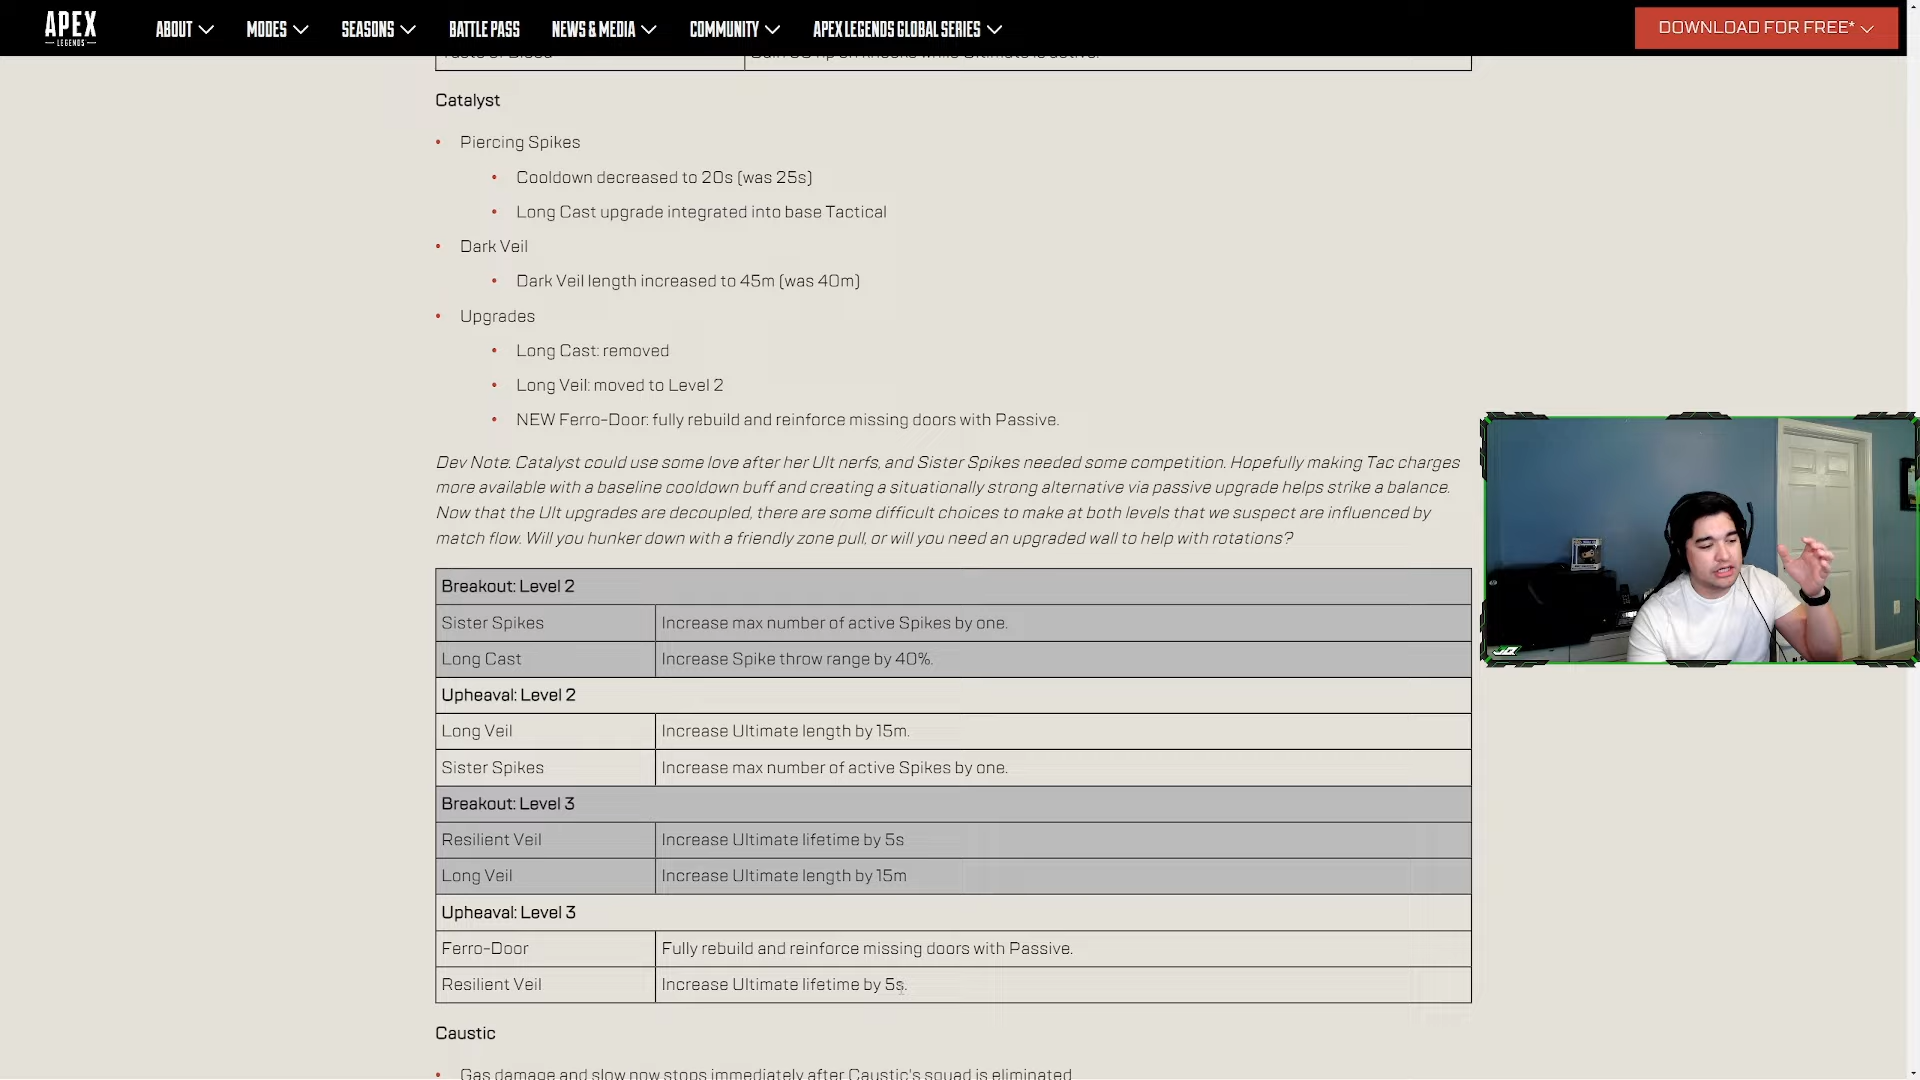 APEX
LEGENDS
ABOUT MODES SEASONS BATTLE PASS NEWS & MEDIA COMMUNITY APEX LEGENDS GLOBAL SERIES DOWNLOAD FOR FREE*
Catalyst
• Piercing Spikes
• Cooldown decreased to 20s (was 25s)
• Long Cast upgrade integrated into base Tactical
• Dark Veil
• Dark Veil length increased to 45m (was 40m)
• Upgrades
• Long Cast: removed
• Long Veil: moved to Level 2
• NEW Ferro-Door: fully rebuild and reinforce missing doors with Passive.
Dev Note: Catalyst could use some love after her Ult nerfs, and Sister Spikes needed some competition. Hopefully making Tac charges
more available with a baseline cooldown buff and creating a situationally strong alternative via passive upgrade helps strike a balance.
Now that the Ult upgrades are decoupled, there are some difficult choices to make at both levels that we suspect are influenced by
match flow. Will you hunker down with a friendly zone pull, or will you need an upgraded wall to help with rotations?
Breakout: Level 2
Sister Spikes Increase max number of active Spikes by one.
Long Cast Increase Spike throw range by 40%.
Upheaval: Level 2
Long Veil Increase Ultimate length by 15m.
Sister Spikes Increase max number of active Spikes by one.
Breakout: Level 3
Resilient Veil Increase Ultimate lifetime by 5s
Long Veil Increase Ultimate length by 15m
Upheaval: Level 3
Ferro-Door Fully rebuild and reinforce missing doors with Passive.
Resilient Veil Increase Ultimate lifetime by 5s.
Caustic
• Gas damage and slow now stops immediately after Caustic's squad is eliminated